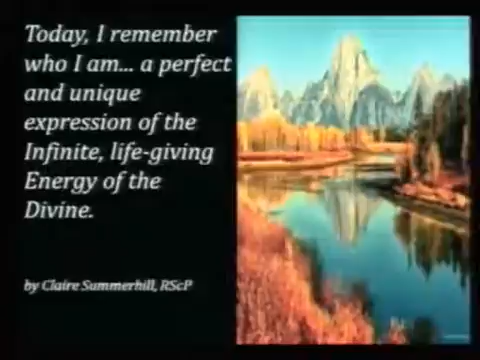 Today, I remember
who I am... a perfect
and unique
expression of the
Infinite, life-giving
Energy of the
Divine.
by Claire Summerhill, RScP